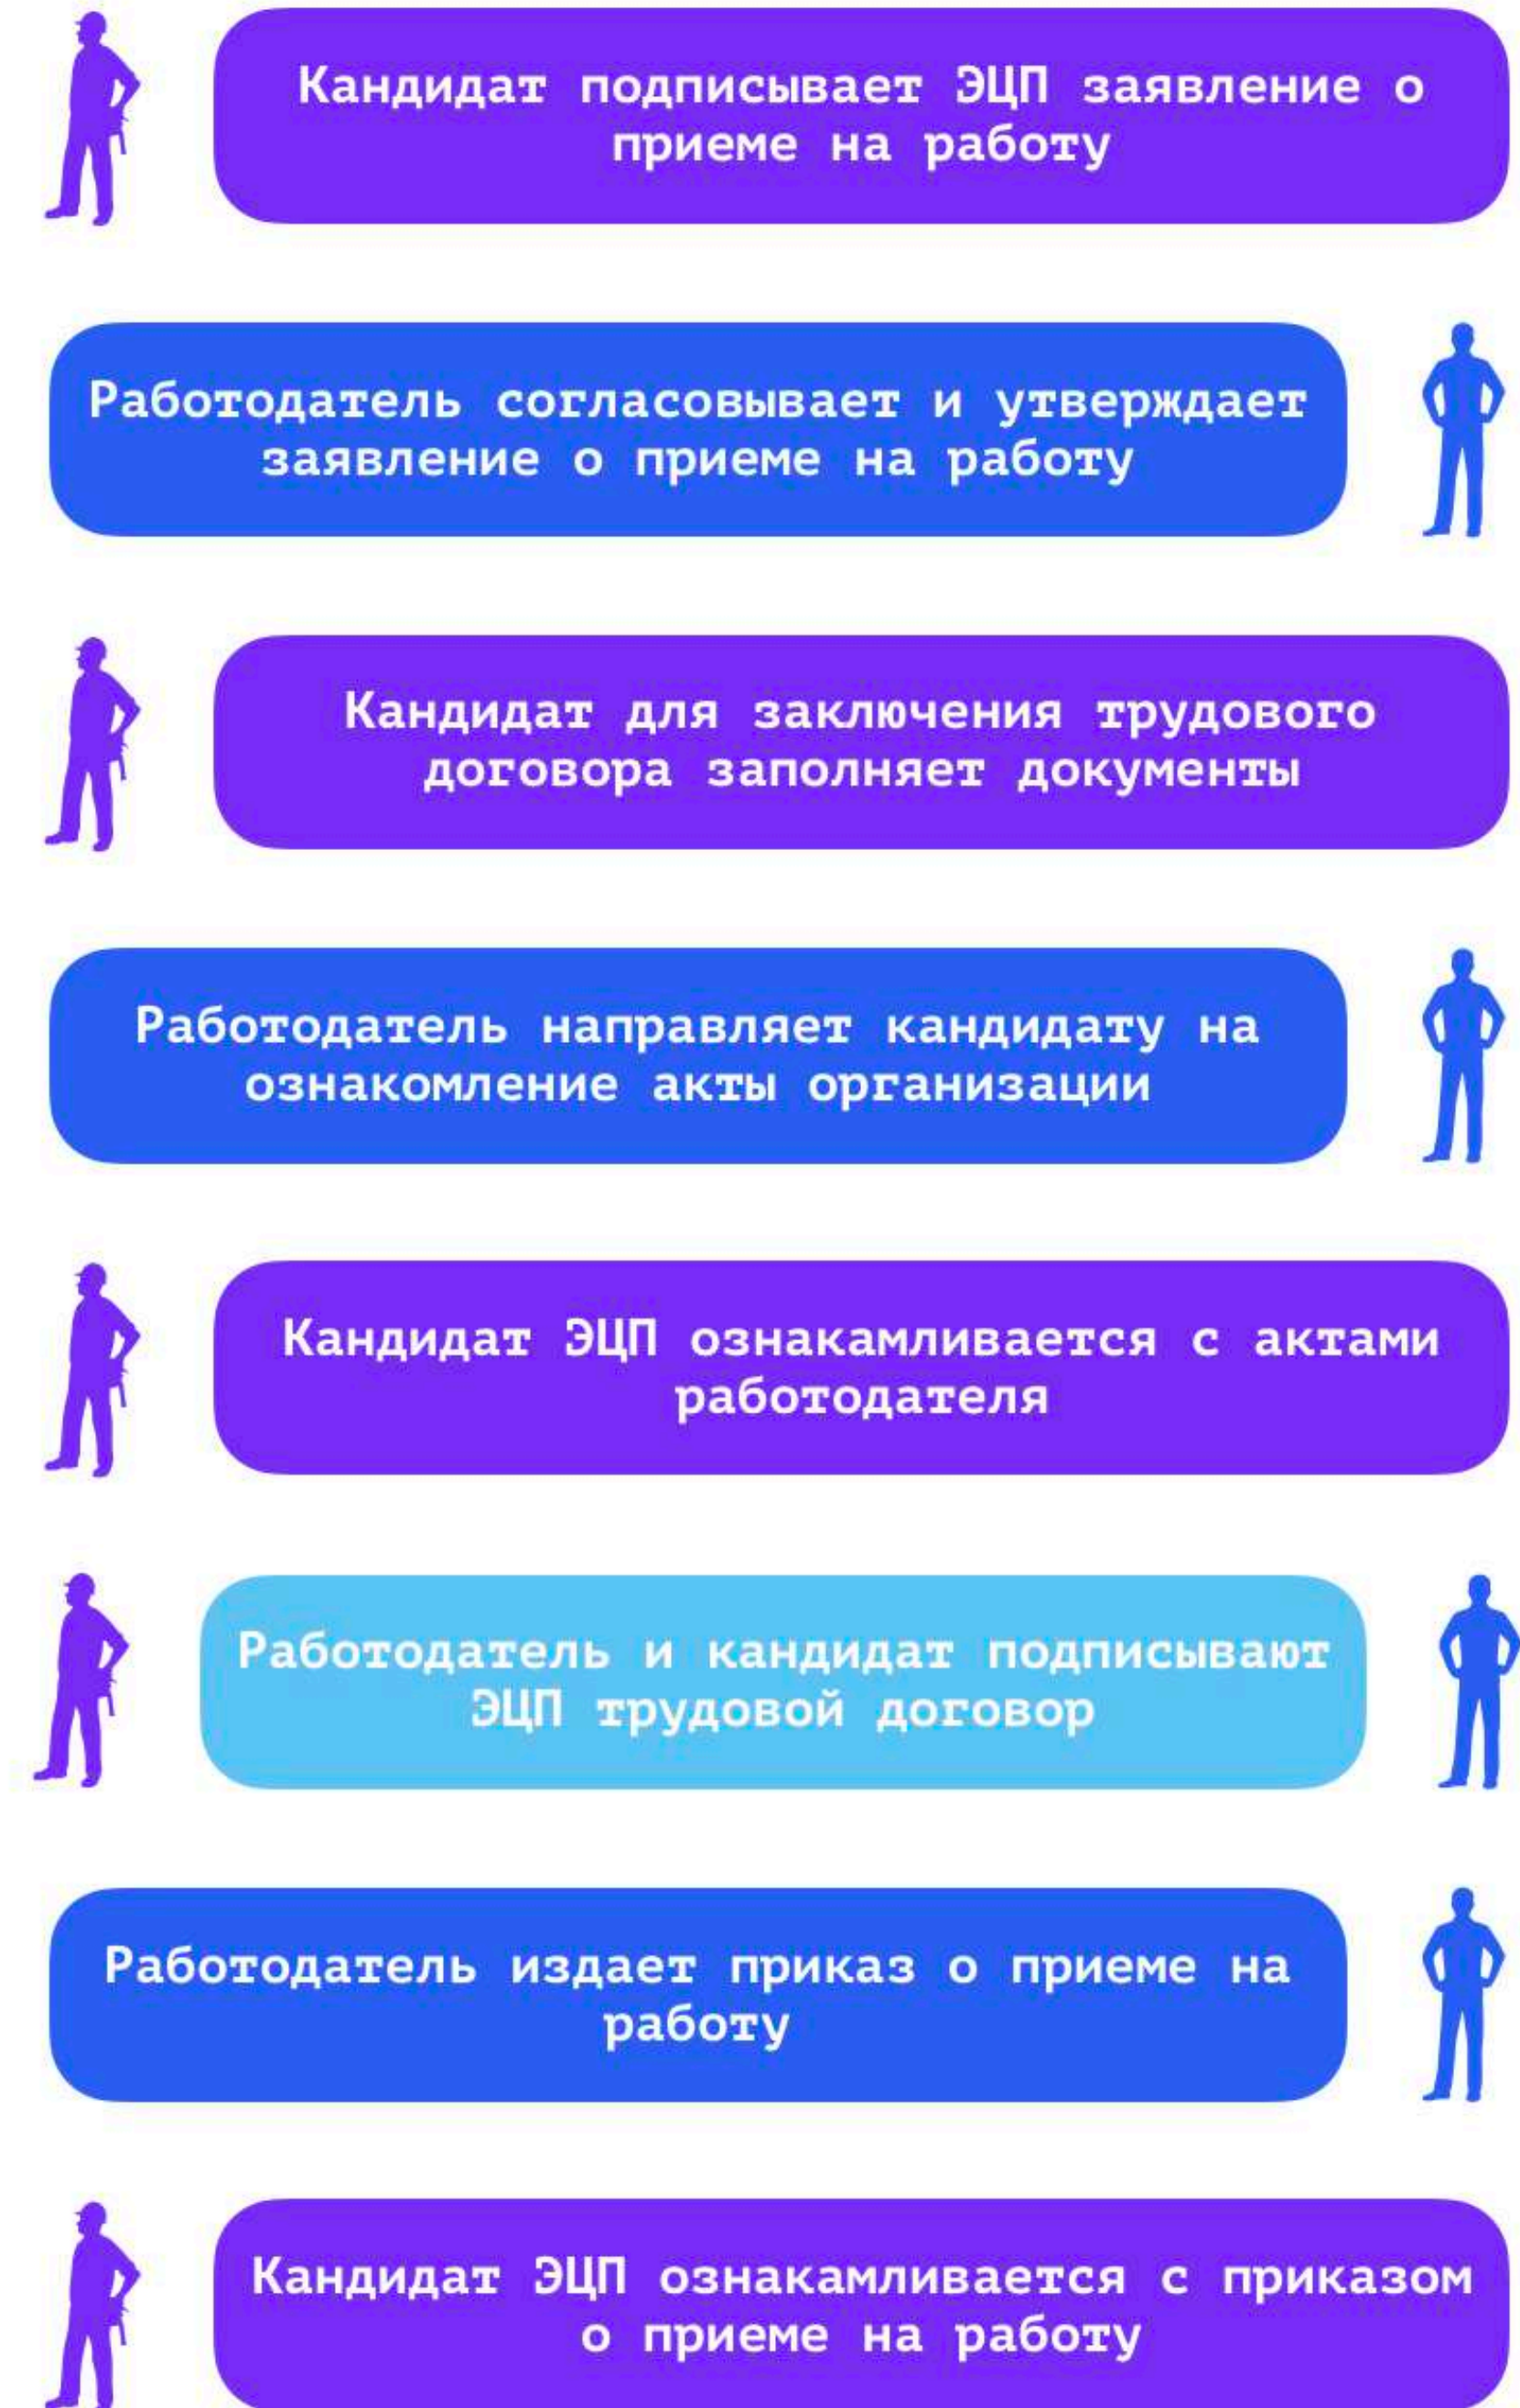 Кандидат подписывает ЭЦП заявление о
приеме на работу
Работодатель согласовывает и утверждает
заявление о приеме на работу
Кандидат для заключения трудового
договора заполняет документы
Работодатель направляет кандидату на
ознакомление акты организации
Кандидат ЭЦП ознакамливается с актами
работодателя
Работодатель и кандидат подписывают
ЭЦП трудовой договор
Работодатель издает приказ о приеме на
работу
Кандидат ЭЦП ознакамливается с приказом
о приеме на работу